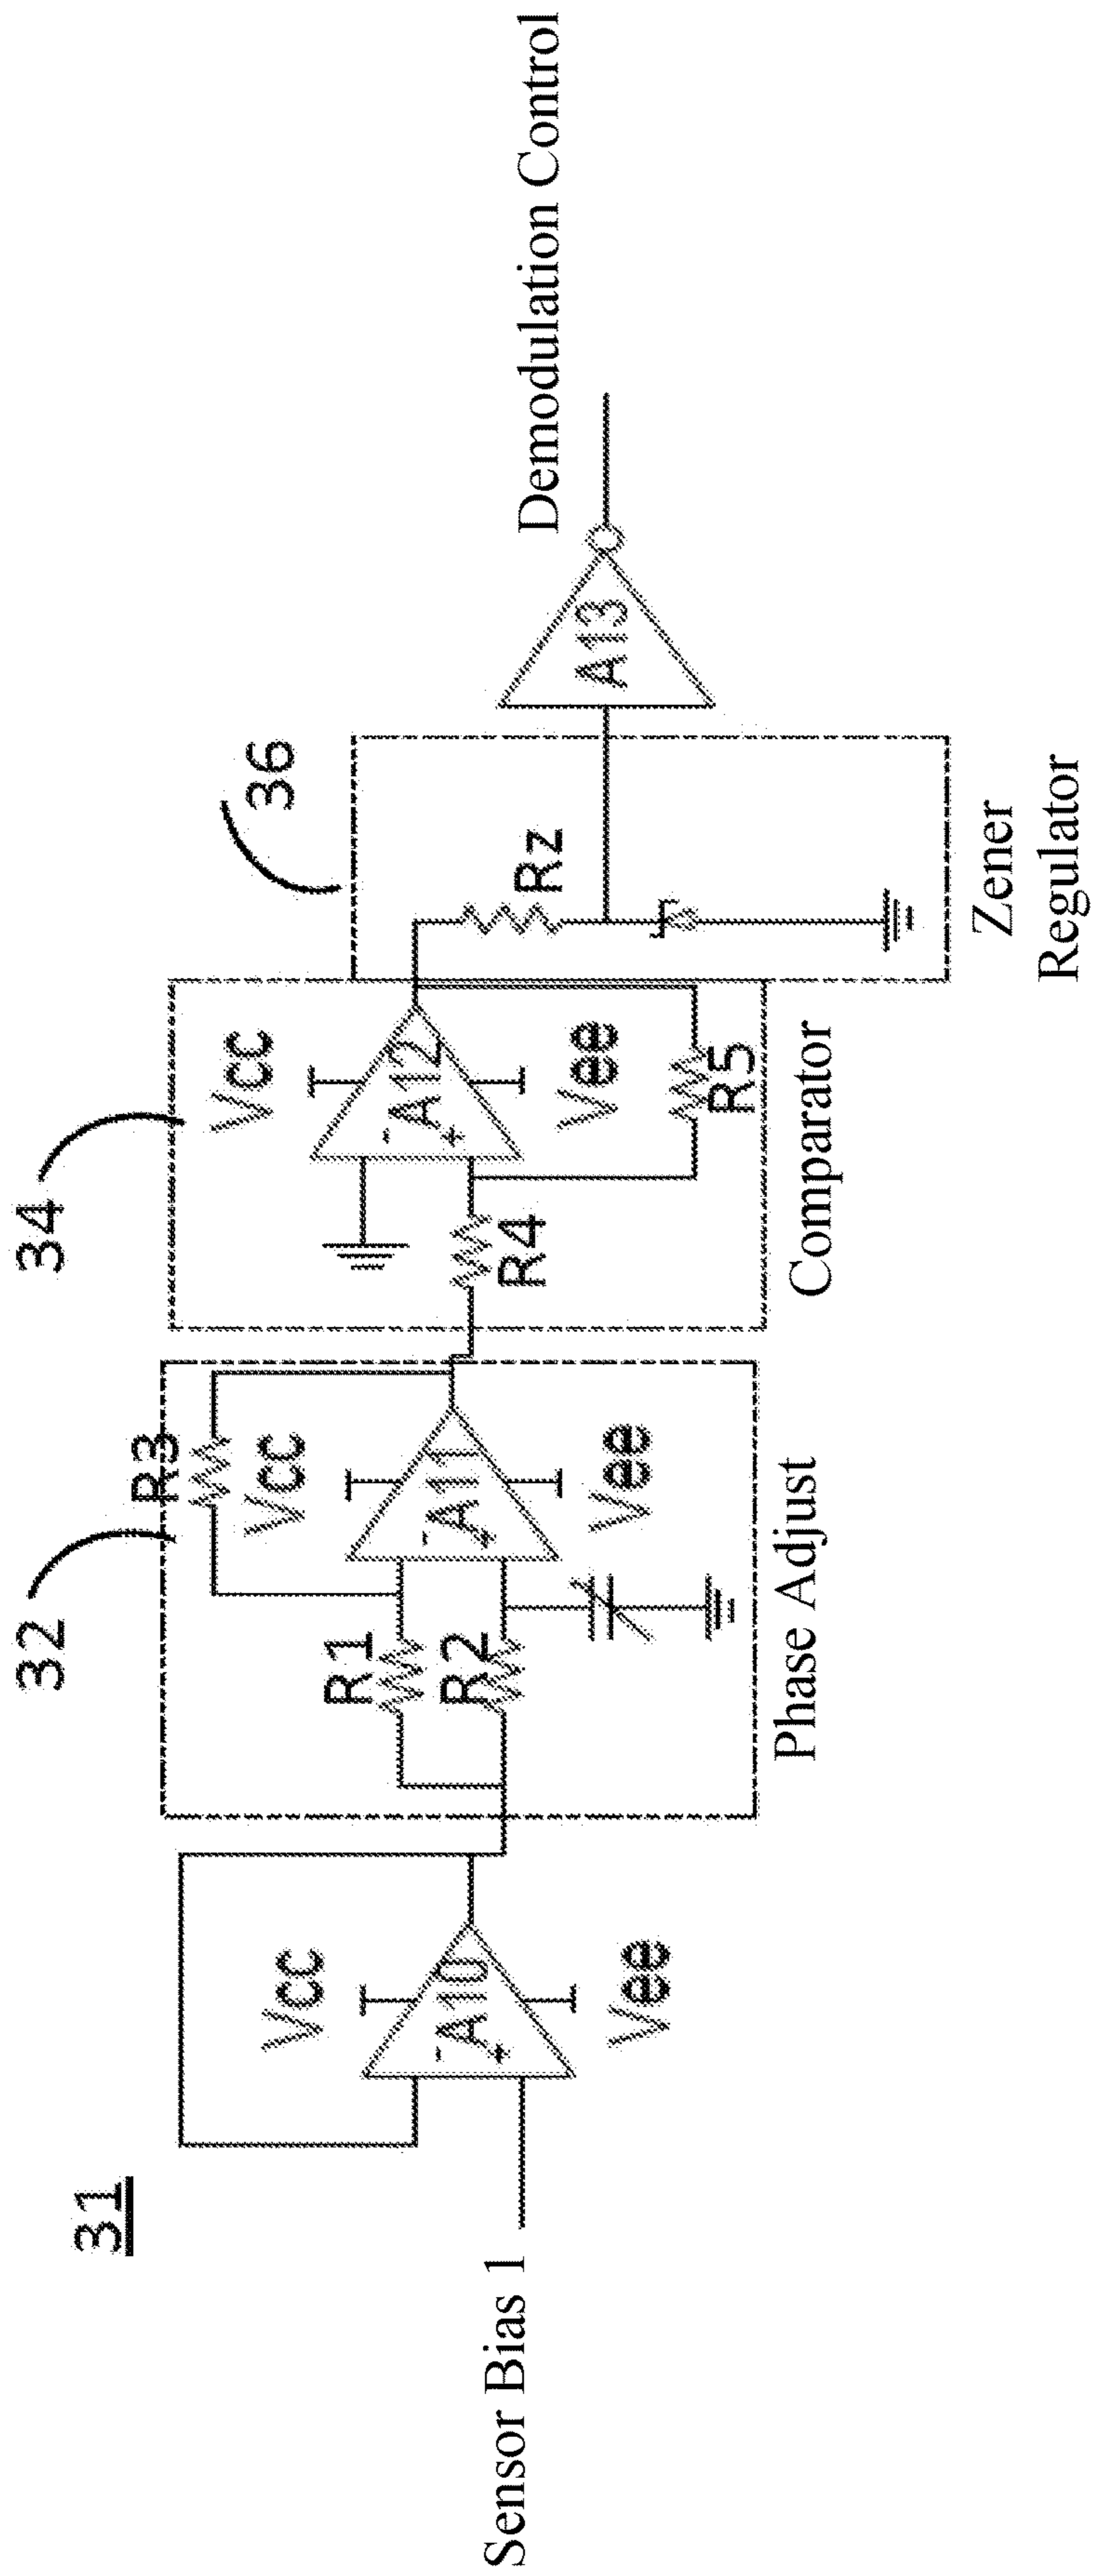 31
Sensor Bias 1
Vcc
-
A10
+
Vee
32
R3
Vcc
R1
R2
-
A11
+
Vee
Phase Adjust
34
Vcc
R4
-
A12
+
Vee
R5
Comparator
36
Rz
Zener
Regulator
A13
Demodulation Control